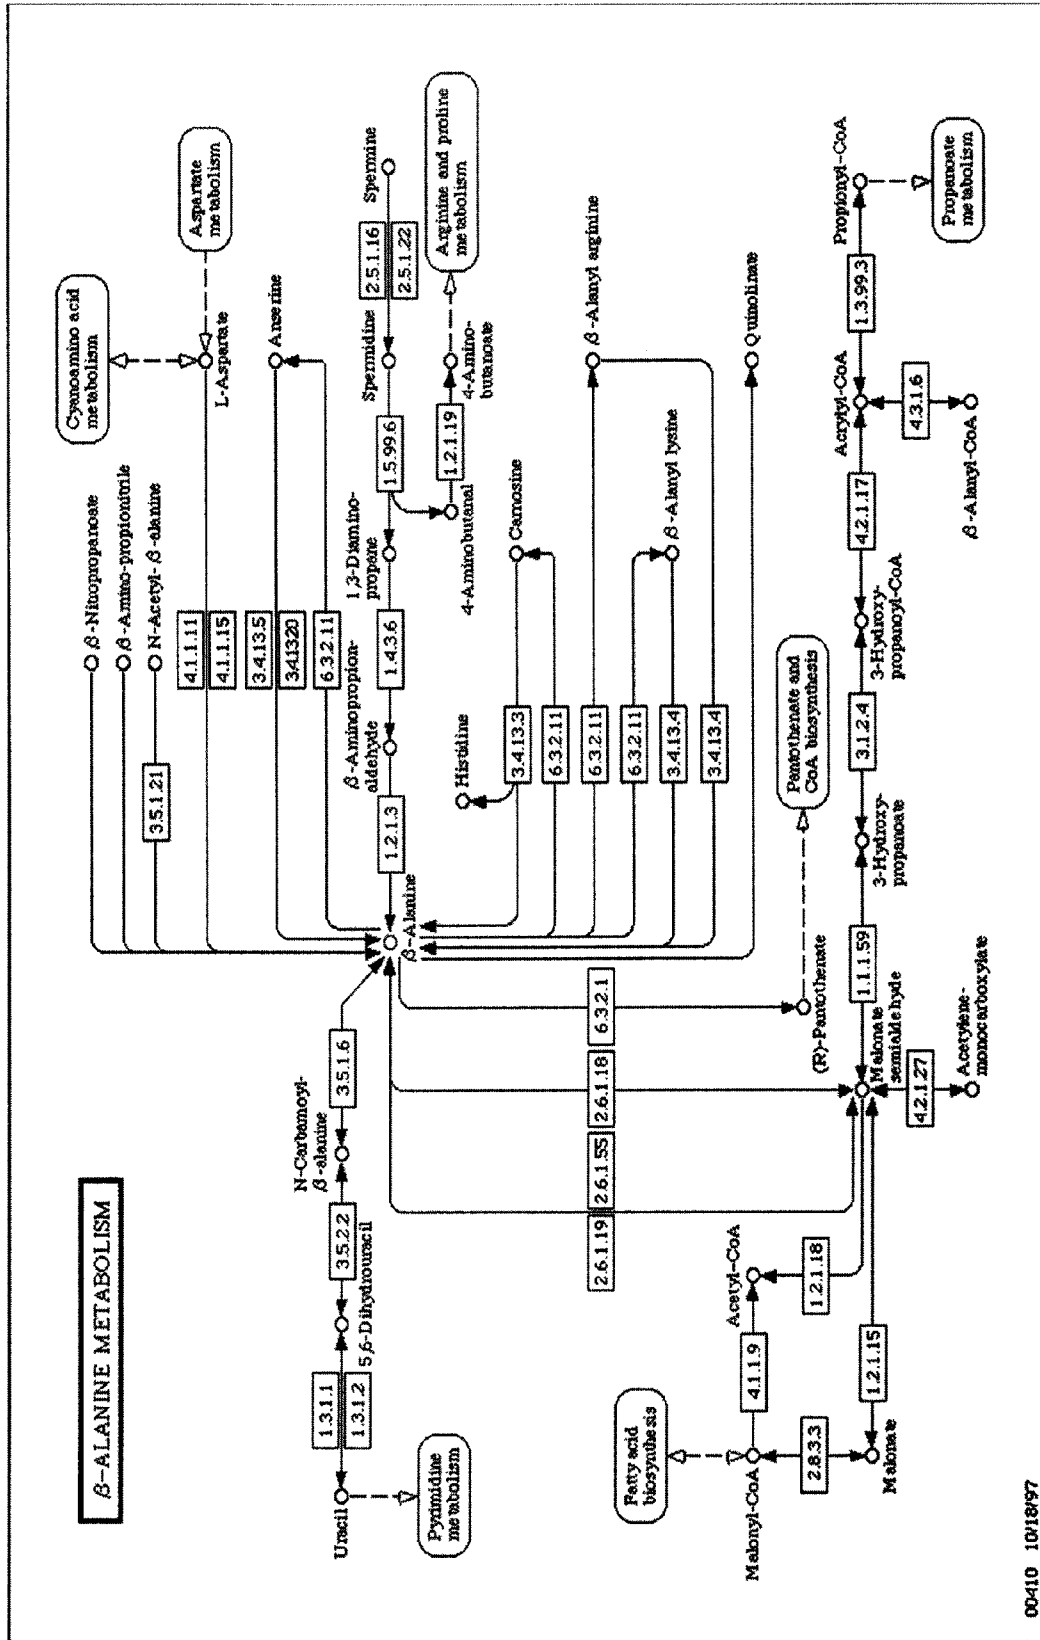 β-ALANINE METABOLISM
Uracil
Pyrimidine
metabolism
1.3.1.1
1.3.1.2
5,6-Dihydrouracil
3.5.2.2
N-Carbamoyl-
β-alanine
3.5.1.6
β-Alanine
β-Nitropropanoate
β-Amino-propionitrile
N-Acetyl-β-alanine
3.5.1.21
4.1.1.11
4.1.1.15
L-Aspartate
Cyanoamino acid
metabolism
Aspartate
metabolism
3.4.13.5
3.4.1320
6.3.2.11
Anserine
1.2.1.3
β-Aminopropion-
aldehyde
1.4.3.6
1,3-Diamino-
propane
1.5.99.6
Spermidine
2.5.1.16
2.5.1.22
Spermine
4-Aminobutanal
1.2.1.19
4-Amino-
butanoate
Arginine and proline
metabolism
Histidine
3.4.13.3
6.3.2.11
Carnosine
6.3.2.11
β-Alanyl arginine
6.3.2.11
3.4.13.4
β-Alanyl lysine
3.4.13.4
Quinolinate
2.6.1.19
2.6.1.55
2.6.1.18
6.3.2.1
(R)-Pantothenate
Pantothenate and
CoA biosynthesis
Fatty acid
biosynthesis
Malonyl-CoA
4.1.1.9
Acetyl-CoA
2.8.3.3
Malonate
1.2.1.18
1.2.1.15
Malonate
semialdehyde
4.2.1.27
Acetylene-
monocarboxylate
1.1.1.59
3-Hydroxy-
propanoate
3.1.2.4
3-Hydroxy-
propanoyl-CoA
4.2.1.17
Acrylyl-CoA
4.3.1.6
β-Alanyl-CoA
1.3.99.3
Propionyl-CoA
Propanoate
metabolism
00410 10/18/97